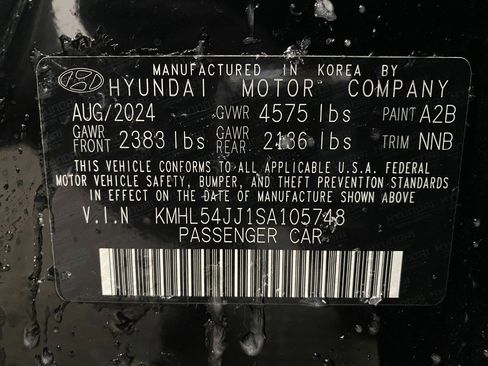 MANUFACTURED IN KOREA BY
HYUNDAI MOTOR COMPANY
AUG/2024 GVWR 4575 lbs PAINT A2B
GAWR FRONT 2383 lbs GAWR REAR 2136 lbs TRIM NNB
THIS VEHICLE CONFORMS TO ALL APPLICABLE U.S.A FEDERAL
MOTOR VEHICLE SAFETY, BUMPER, AND THEFT PREVENTION STANDARDS
IN EFFECT ON THE DATE OF MANUFACTURE SHOWN ABOVE
V.I.N KMHL54JJ1SA105748
PASSENGER CAR